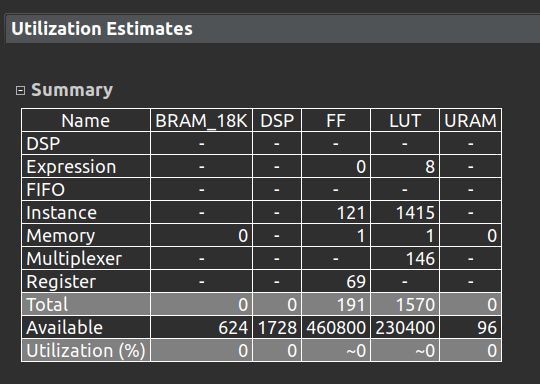 Utilization Estimates
Summary
Name BRAM_18K DSP FF LUT URAM
DSP - - - - -
Expression - - 0 8 -
FIFO - - - - -
Instance - - 121 1415 -
Memory 0 - 1 1 0
Multiplexer - - - 146 -
Register - - 69 - -
Total 0 0 191 1570 0
Available 624 1728 460800 230400 96
Utilization (%) 0 0 ~0 ~0 0